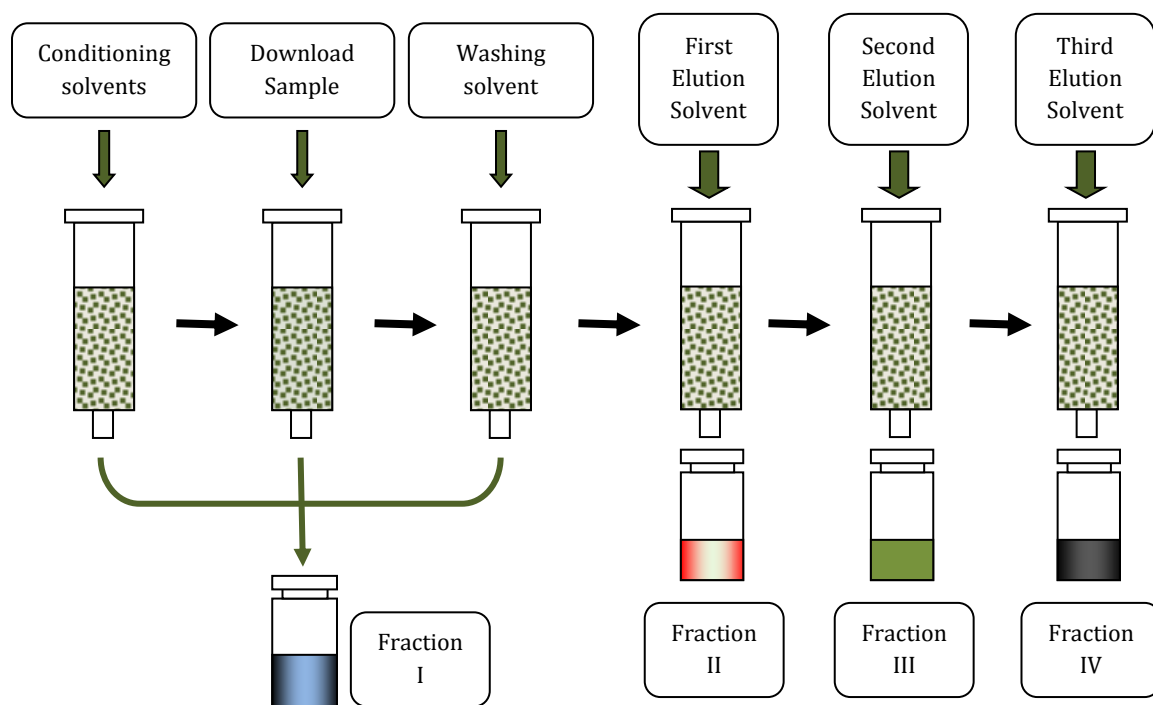 Conditioning
solvents
Download
Sample
Washing
solvent
First
Elution
Solvent
Second
Elution
Solvent
Third
Elution
Solvent
Fraction
I
Fraction
II
Fraction
III
Fraction
IV